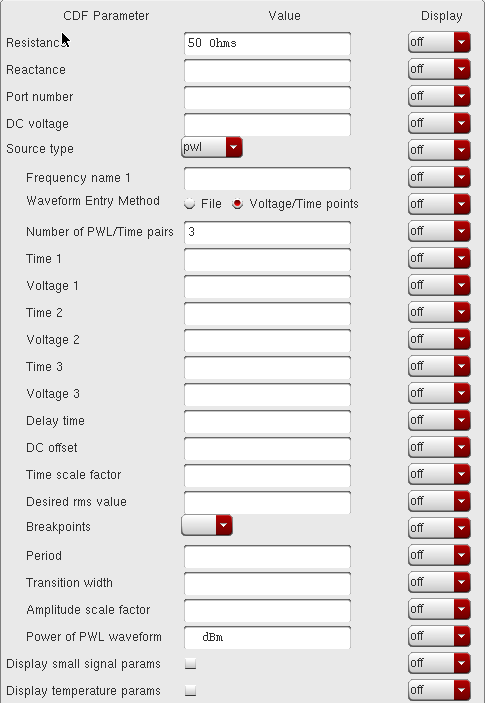 CDF Parameter Value Display
Resistance 50 Ohms off
Reactance off
Port number off
DC voltage off
Source type pwl off
Frequency name 1 off
Waveform Entry Method File Voltage/Time points off
Number of PWL/Time pairs 3 off
Time 1 off
Voltage 1 off
Time 2 off
Voltage 2 off
Time 3 off
Voltage 3 off
Delay time off
DC offset off
Time scale factor off
Desired rms value off
Breakpoints off
Period off
Transition width off
Amplitude scale factor off
Power of PWL waveform dBm off
Display small signal params off
Display temperature params off